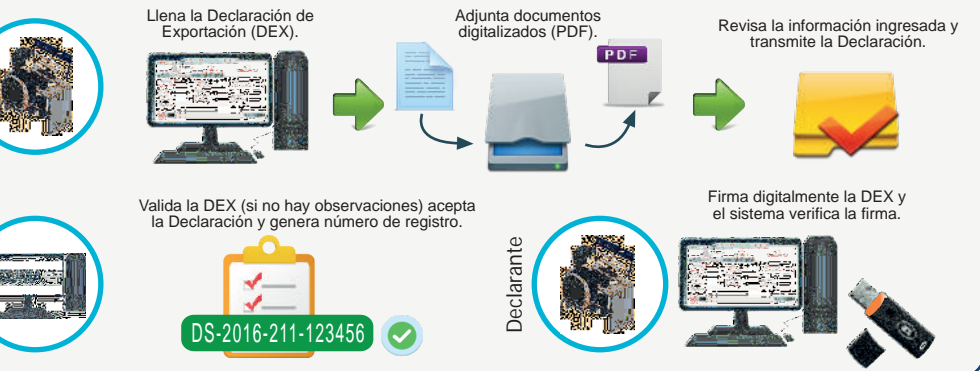 Llena la Declaración de
Exportación (DEX).
Adjunta documentos
digitalizados (PDF).
PDF
Revisa la información ingresada y
transmite la Declaración.
Valida la DEX (si no hay observaciones) acepta
la Declaración y genera número de registro.
DS-2016-211-123456
Declarante
Firma digitalmente la DEX y
el sistema verifica la firma.